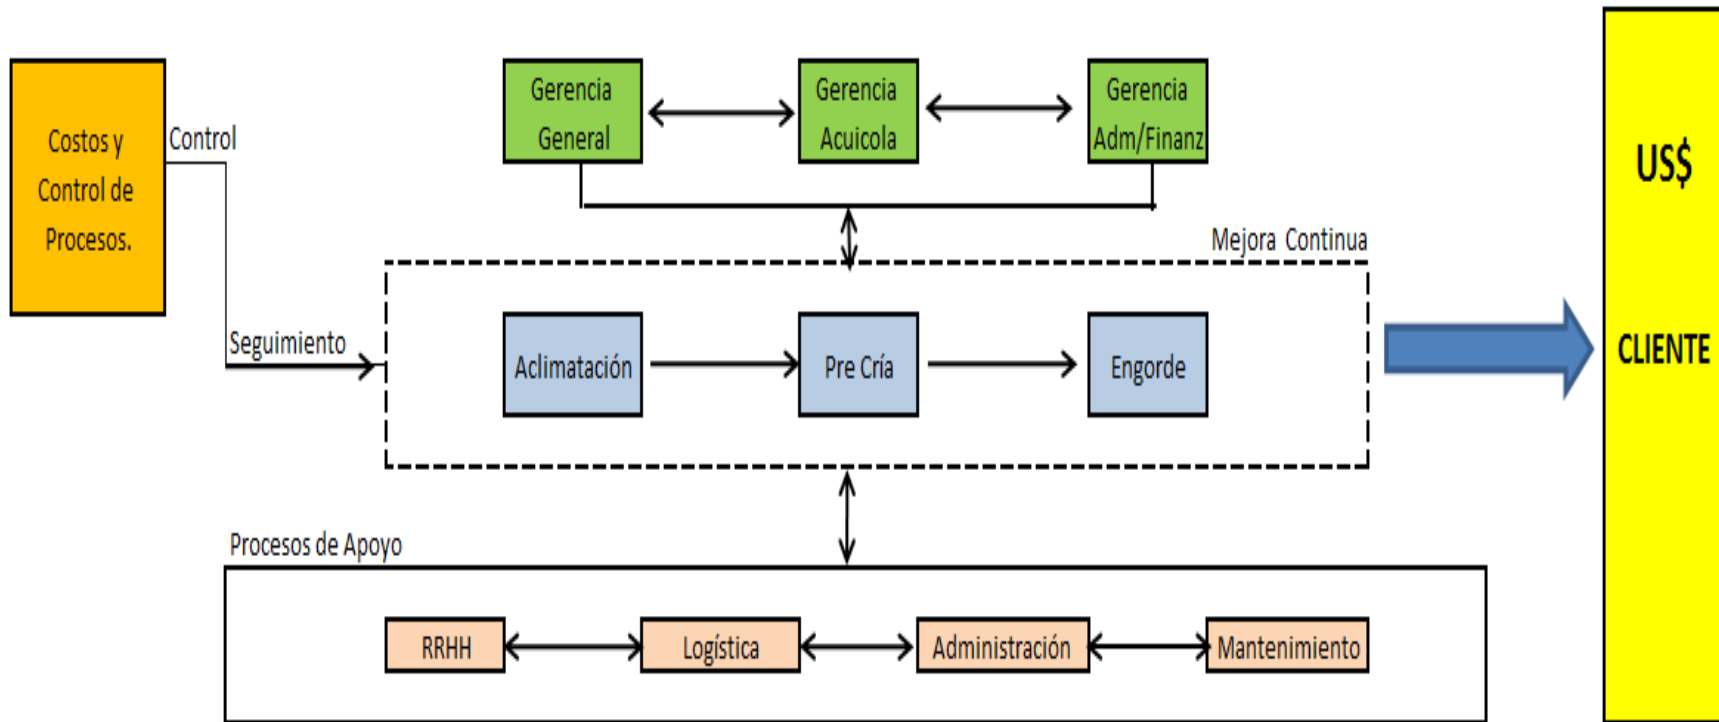 Costos y
Control de
Procesos.
Control
Seguimiento
Gerencia
General
Gerencia
Acuicola
Gerencia
Adm/Finanz
Mejora Continua
Aclimatación
Pre Cría
Engorde
US$
CLIENTE
Procesos de Apoyo
RRHH
Logística
Administración
Mantenimiento